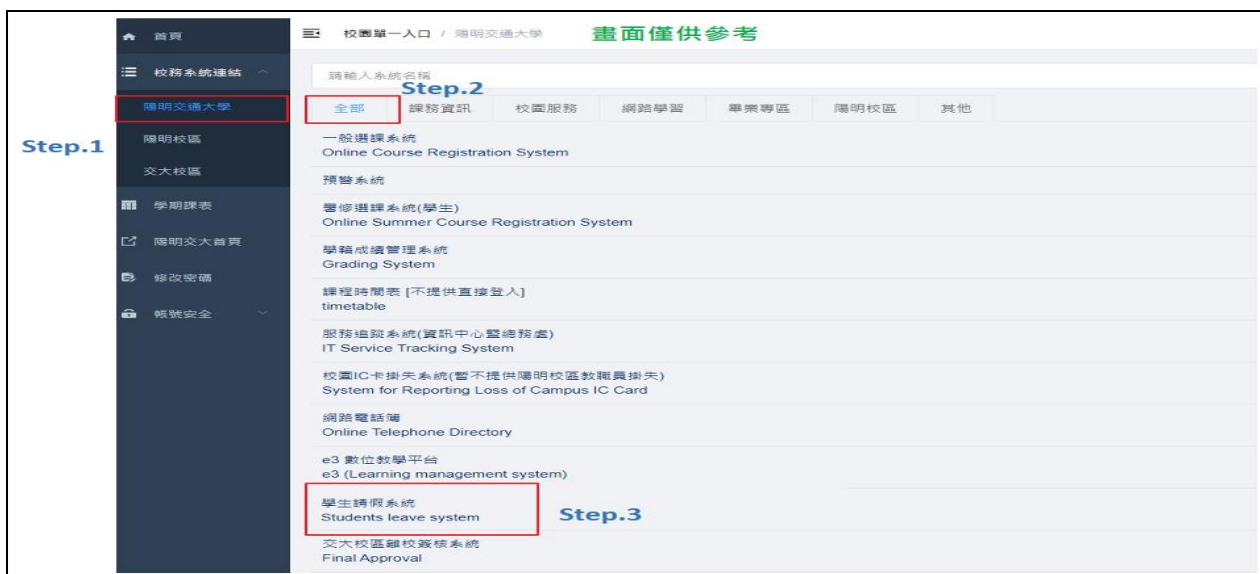 首頁
校園單一入口 / 陽明交通大學
畫面僅供參考
校務系統連結
請輸入系統名稱
Step.2
陽明交通大學
全部
課務資訊
校園服務
網路學習
畢業專區
陽明校區
其他
Step.1
陽明校區
交大校區
學期課表
陽明交大首頁
修改密碼
帳號安全
一般選課系統
Online Course Registration System
預警系統
暑修選課系統(學生)
Online Summer Course Registration System
學籍成績管理系統
Grading System
課程時間表 [不提供直接登入]
timetable
服務追蹤系統(資訊中心暨總務處)
IT Service Tracking System
校園IC卡掛失系統(暫不提供陽明校區教職員掛失)
System for Reporting Loss of Campus IC Card
網路電話簿
Online Telephone Directory
e3 數位教學平台
e3 (Learning management system)
學生請假系統
Students leave system
Step.3
交大校區離校簽核系統
Final Approval